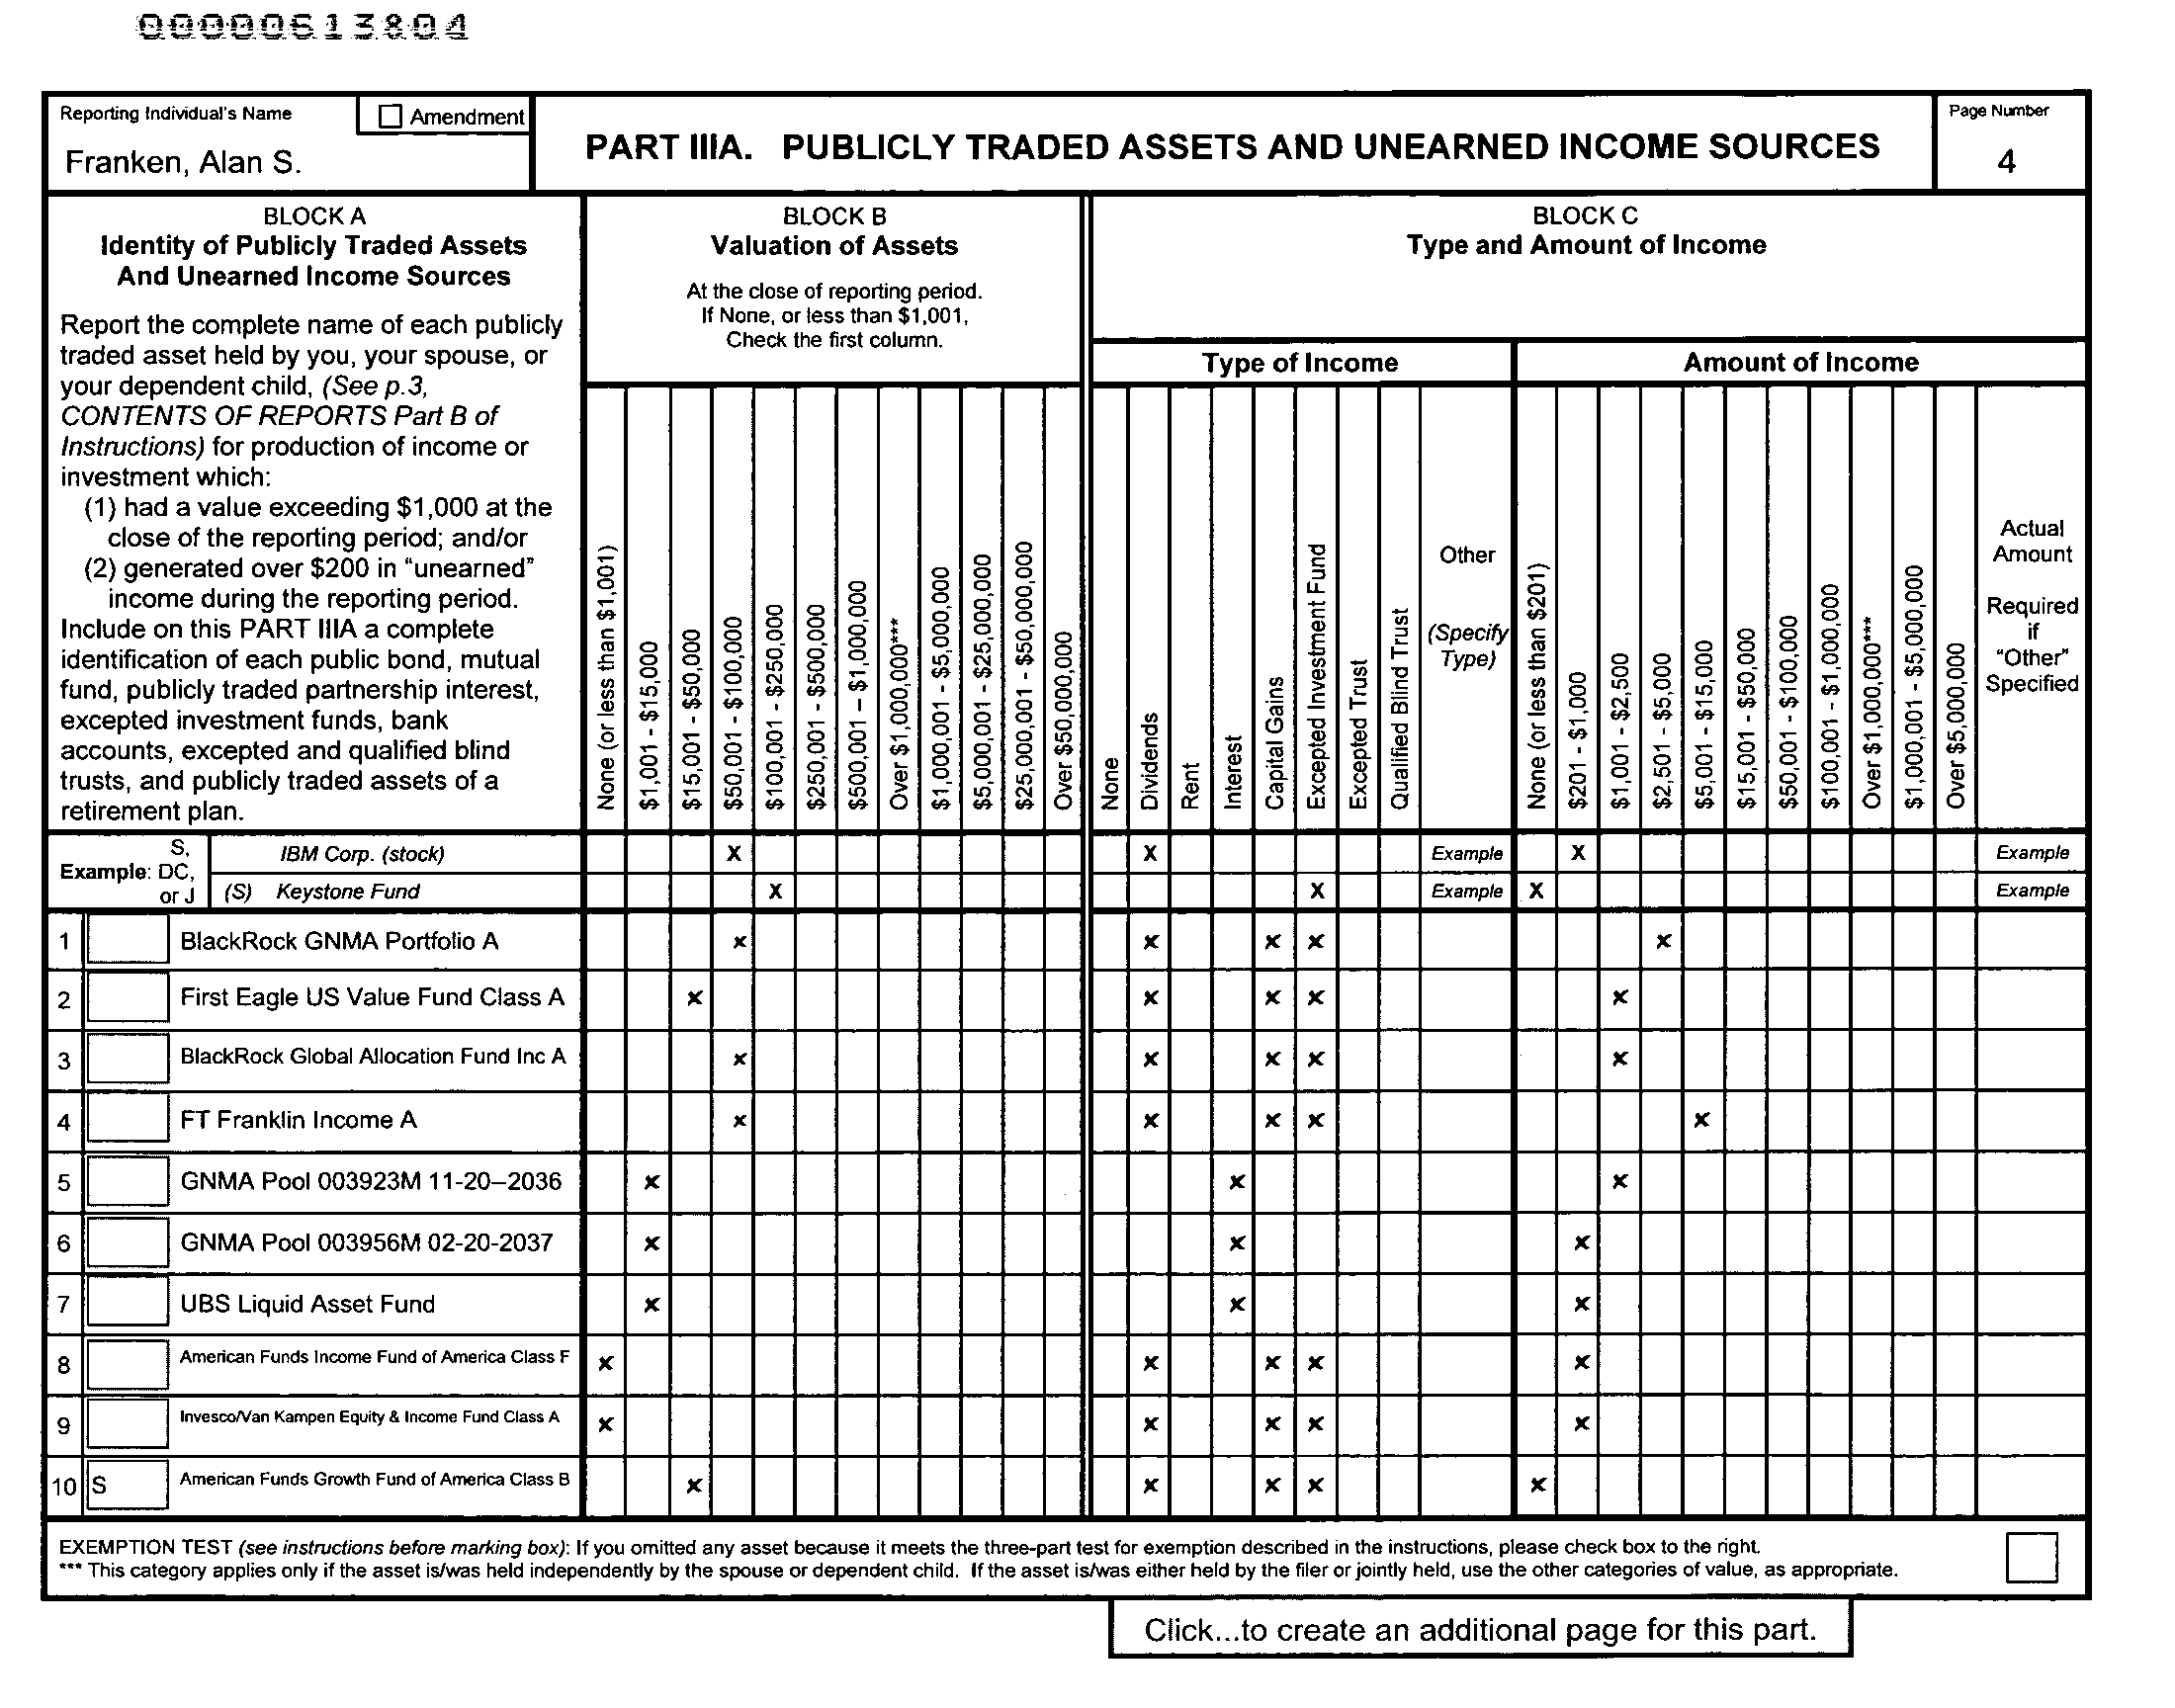 00000613804
Reporting Individual's Name
☐ Amendment
Franken, Alan S.
PART IIIA. PUBLICLY TRADED ASSETS AND UNEARNED INCOME SOURCES
Page Number
4
BLOCK A
Identity of Publicly Traded Assets
And Unearned Income Sources
Report the complete name of each publicly
traded asset held by you, your spouse, or
your dependent child, (See p.3,
CONTENTS OF REPORTS Part B of
Instructions) for production of income or
investment which:
(1) had a value exceeding $1,000 at the
close of the reporting period; and/or
(2) generated over $200 in "unearned"
income during the reporting period.
Include on this PART IIIA a complete
identification of each public bond, mutual
fund, publicly traded partnership interest,
excepted investment funds, bank
accounts, excepted and qualified blind
trusts, and publicly traded assets of a
retirement plan.
BLOCK B
Valuation of Assets
At the close of reporting period.
If None, or less than $1,001,
Check the first column.
None (or less than $1,001)
$1,001 - $15,000
$15,001 - $50,000
$50,001 - $100,000
$100,001 - $250,000
$250,001 - $500,000
$500,001 – $1,000,000
Over $1,000,000***
$1,000,001 - $5,000,000
$5,000,001 - $25,000,000
$25,000,001 - $50,000,000
Over $50,000,000
BLOCK C
Type and Amount of Income
Type of Income
None
Dividends
Rent
Interest
Capital Gains
Excepted Investment Fund
Excepted Trust
Qualified Blind Trust
Other
(Specify
Type)
Amount of Income
None (or less than $201)
$201 - $1,000
$1,001 - $2,500
$2,501 - $5,000
$5,001 - $15,000
$15,001 - $50,000
$50,001 - $100,000
$100,001 - $1,000,000
Over $1,000,000***
$1,000,001 - $5,000,000
Over $5,000,000
Actual
Amount
Required
if
"Other"
Specified
Example: S, DC, or J
IBM Corp. (stock) X X Example X Example
(S) Keystone Fund X X Example X Example
1 BlackRock GNMA Portfolio A x x x x x
2 First Eagle US Value Fund Class A x x x x x
3 BlackRock Global Allocation Fund Inc A x x x x x
4 FT Franklin Income A x x x x x
5 GNMA Pool 003923M 11-20–2036 x x x
6 GNMA Pool 003956M 02-20-2037 x x x
7 UBS Liquid Asset Fund x x x
8 American Funds Income Fund of America Class F x x x x x
9 Invesco/Van Kampen Equity & Income Fund Class A x x x x x
10 S American Funds Growth Fund of America Class B x x x x x
EXEMPTION TEST (see instructions before marking box): If you omitted any asset because it meets the three-part test for exemption described in the instructions, please check box to the right.
*** This category applies only if the asset is/was held independently by the spouse or dependent child. If the asset is/was either held by the filer or jointly held, use the other categories of value, as appropriate.
Click...to create an additional page for this part.